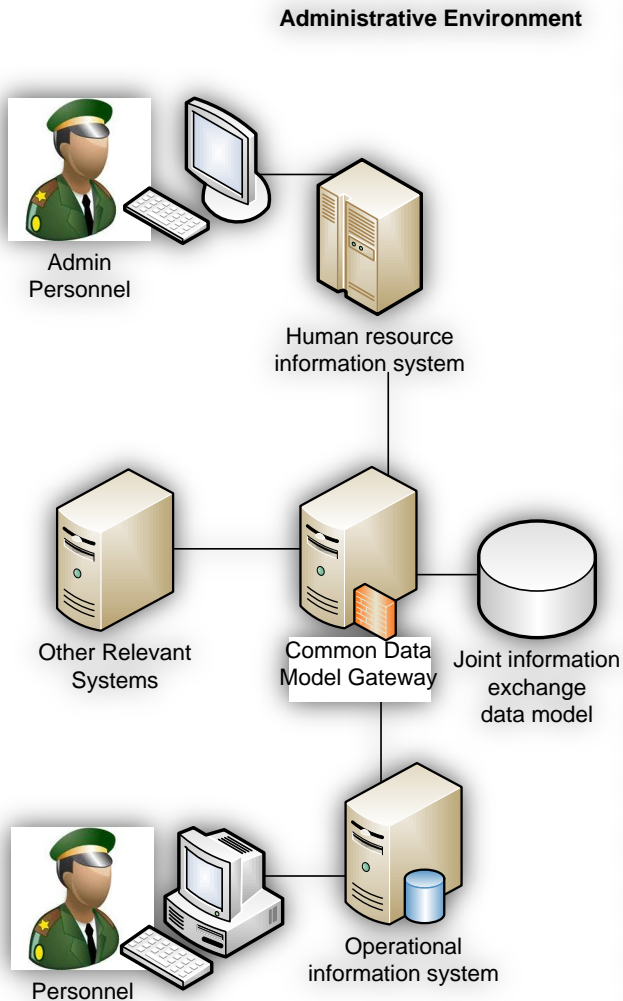 Administrative Environment
Admin
Personnel
Human resource
information system
Other Relevant
Systems
Common Data
Model Gateway
Joint information
exchange
data model
Operational
information system
Personnel